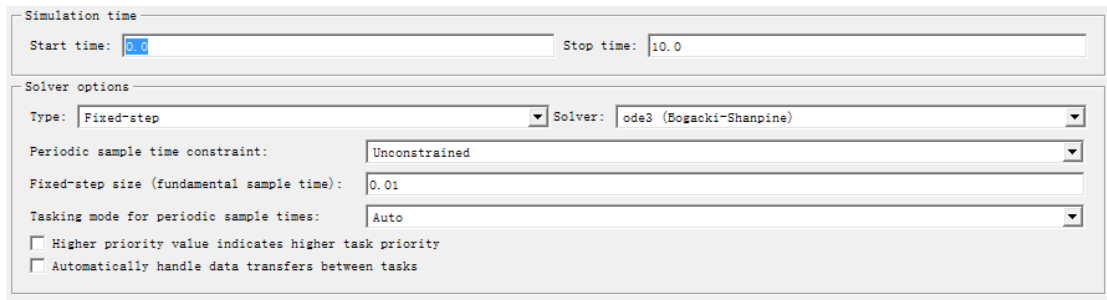 Simulation time
Start time: 0.0 Stop time: 10.0
Solver options
Type: Fixed-step Solver: ode3 (Bogacki-Shanpine)
Periodic sample time constraint: Unconstrained
Fixed-step size (fundamental sample time): 0.01
Tasking mode for periodic sample times: Auto
Higher priority value indicates higher task priority
Automatically handle data transfers between tasks